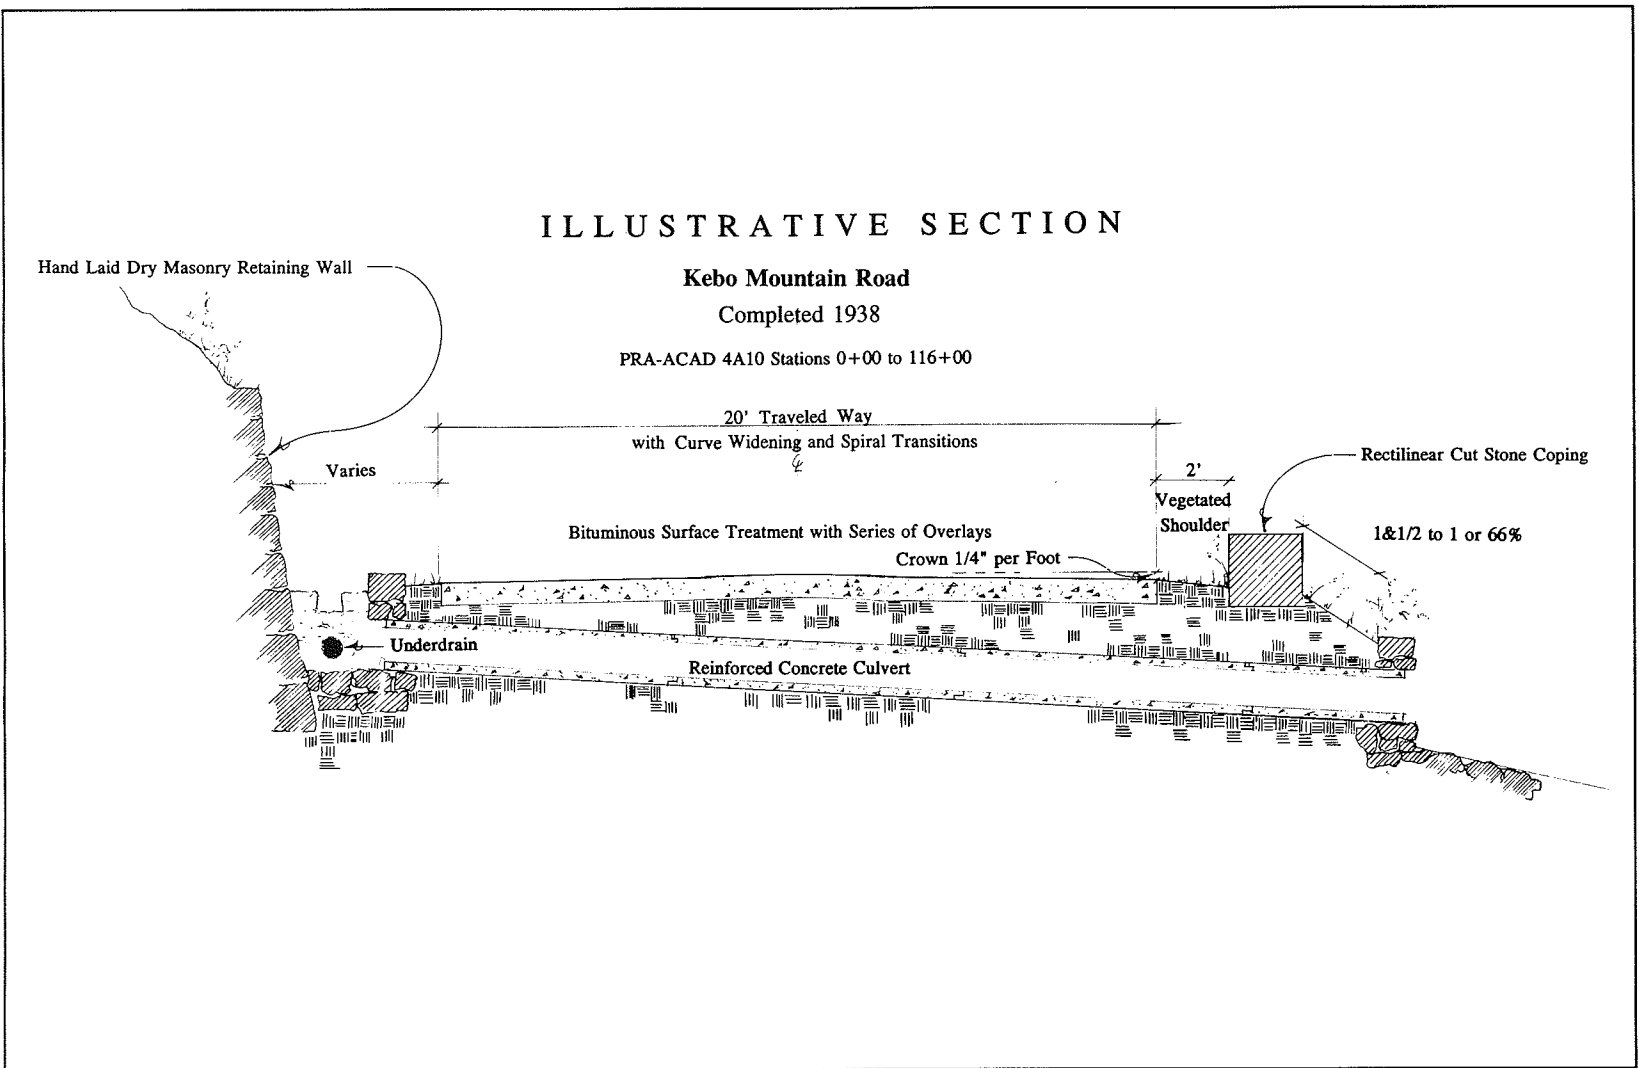 ILLUSTRATIVE SECTION
Hand Laid Dry Masonry Retaining Wall
Kebo Mountain Road
Completed 1938
PRA-ACAD 4A10 Stations 0+00 to 116+00
20' Traveled Way
with Curve Widening and Spiral Transitions
℄
Varies
2'
Vegetated
Shoulder
Rectilinear Cut Stone Coping
1&1/2 to 1 or 66%
Bituminous Surface Treatment with Series of Overlays
Crown 1/4" per Foot
Underdrain
Reinforced Concrete Culvert